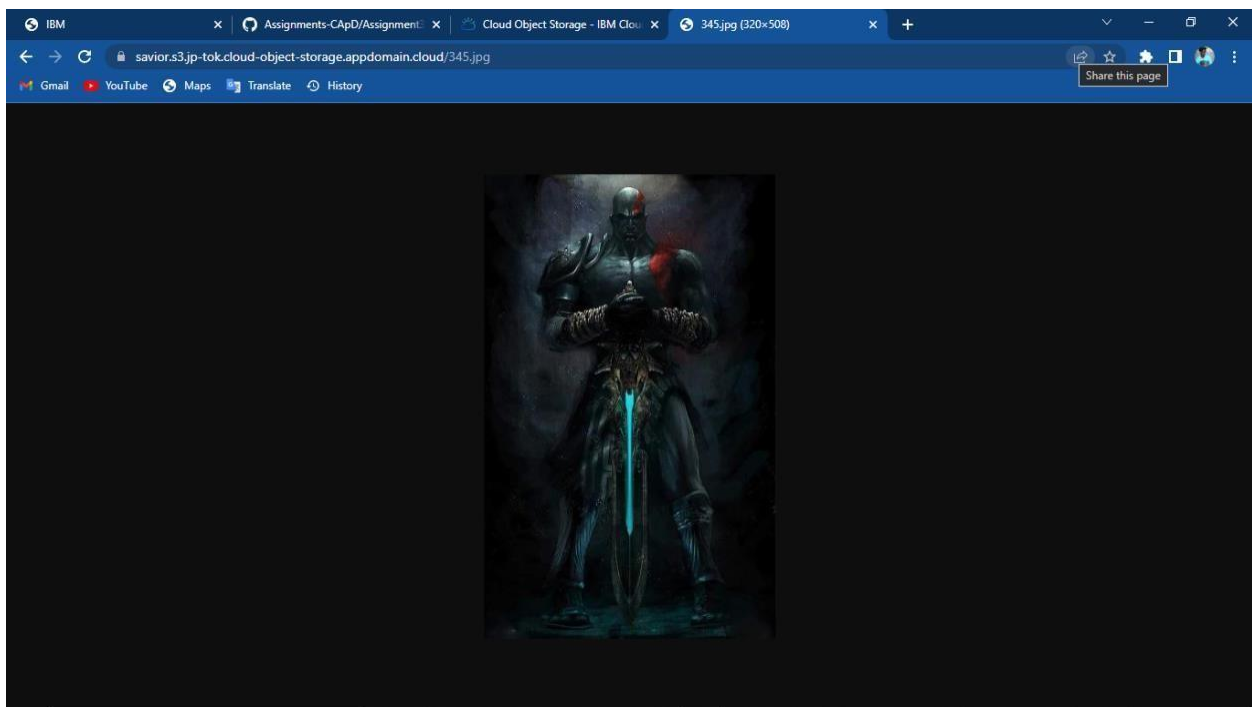 IBM
Assignments-CApD/Assignment3
Cloud Object Storage - IBM Clou
345.jpg (320×508)
savior.s3.jp-tok.cloud-object-storage.appdomain.cloud/345.jpg
Share this page
Gmail
YouTube
Maps
Translate
History